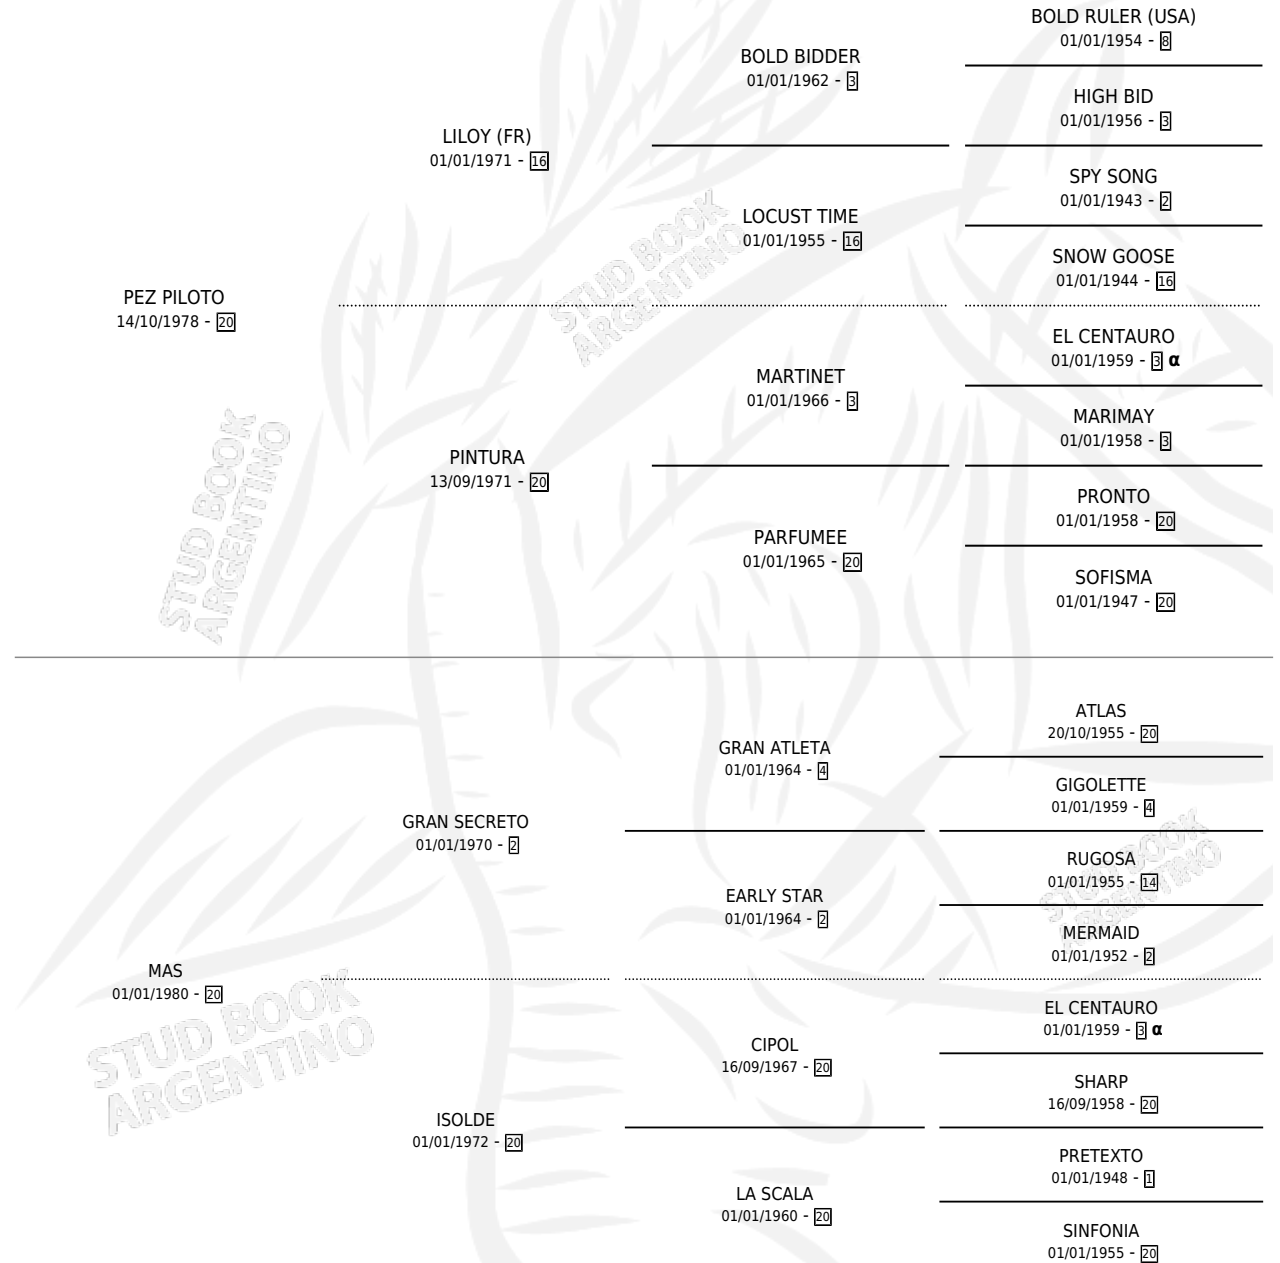 BOLD RULER (USA)
01/01/1954 - 8
BOLD BIDDER
01/01/1962 - 3
HIGH BID
01/01/1956 - 3
LILOY (FR)
01/01/1971 - 16
SPY SONG
01/01/1943 - 2
LOCUST TIME
01/01/1955 - 16
SNOW GOOSE
01/01/1944 - 16
STUD BOOK
ARGENTINO
PEZ PILOTO
14/10/1978 - 20
EL CENTAURO
01/01/1959 - 3 α
MARTINET
01/01/1966 - 3
MARIMAY
01/01/1958 - 3
PINTURA
13/09/1971 - 20
PRONTO
01/01/1958 - 20
PARFUMEE
01/01/1965 - 20
SOFISMA
01/01/1947 - 20
STUD BOOK
ARGENTINO
ATLAS
20/10/1955 - 20
GRAN ATLETA
01/01/1964 - 4
GIGOLETTE
01/01/1959 - 4
GRAN SECRETO
01/01/1970 - 2
RUGOSA
01/01/1955 - 14
EARLY STAR
01/01/1964 - 2
MERMAID
01/01/1952 - 2
STUD BOOK
ARGENTINO
MAS
01/01/1980 - 20
EL CENTAURO
01/01/1959 - 3 α
CIPOL
16/09/1967 - 20
SHARP
16/09/1958 - 20
STUD BOOK
ARGENTINO
ISOLDE
01/01/1972 - 20
PRETEXTO
01/01/1948 - 1
LA SCALA
01/01/1960 - 20
SINFONIA
01/01/1955 - 20